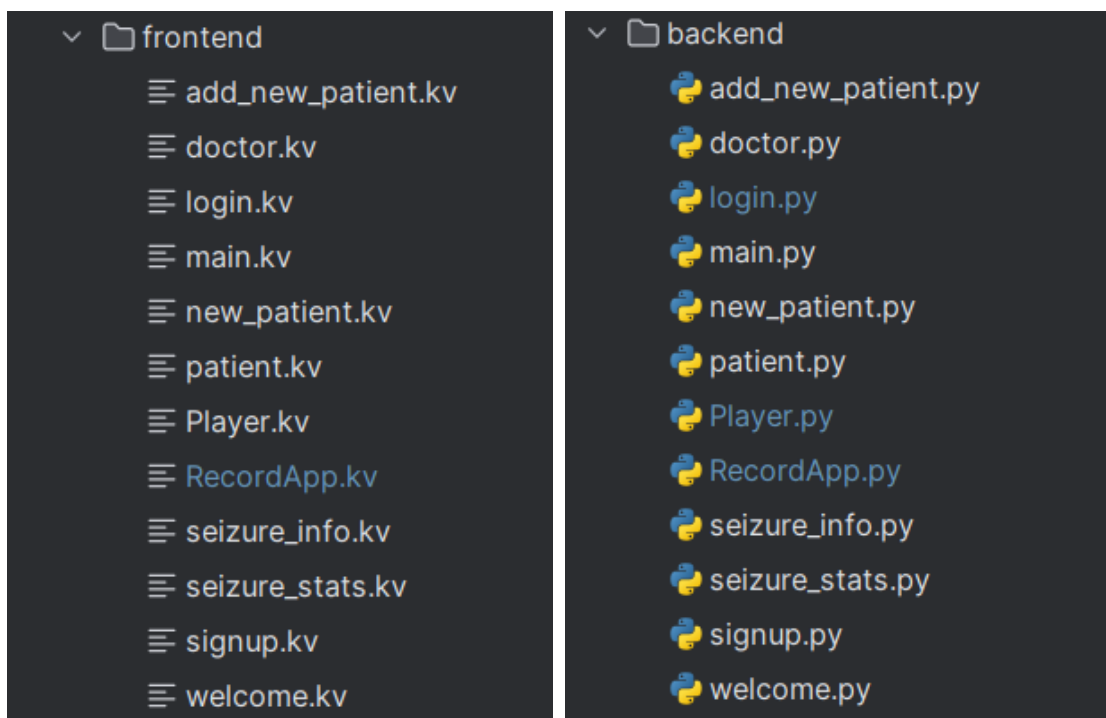 frontend
add_new_patient.kv
doctor.kv
login.kv
main.kv
new_patient.kv
patient.kv
Player.kv
RecordApp.kv
seizure_info.kv
seizure_stats.kv
signup.kv
welcome.kv
backend
add_new_patient.py
doctor.py
login.py
main.py
new_patient.py
patient.py
Player.py
RecordApp.py
seizure_info.py
seizure_stats.py
signup.py
welcome.py